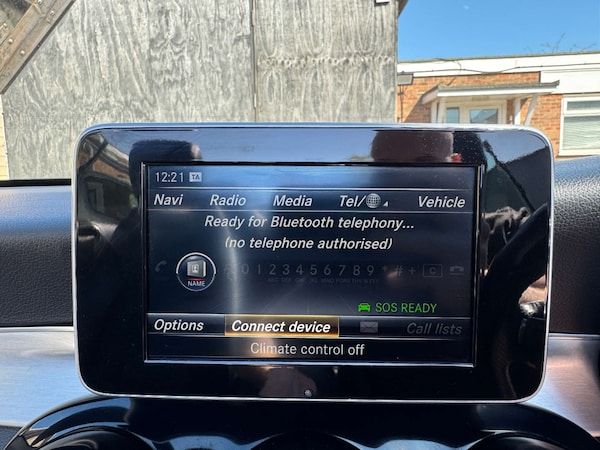 12:21 TA
Navi Radio Media Tel/ Vehicle
Ready for Bluetooth telephony...
(no telephone authorised)
0 1 2 3 4 5 6 7 8 9 * # + C
NAME
SOS READY
Options Connect device Call lists
Climate control off